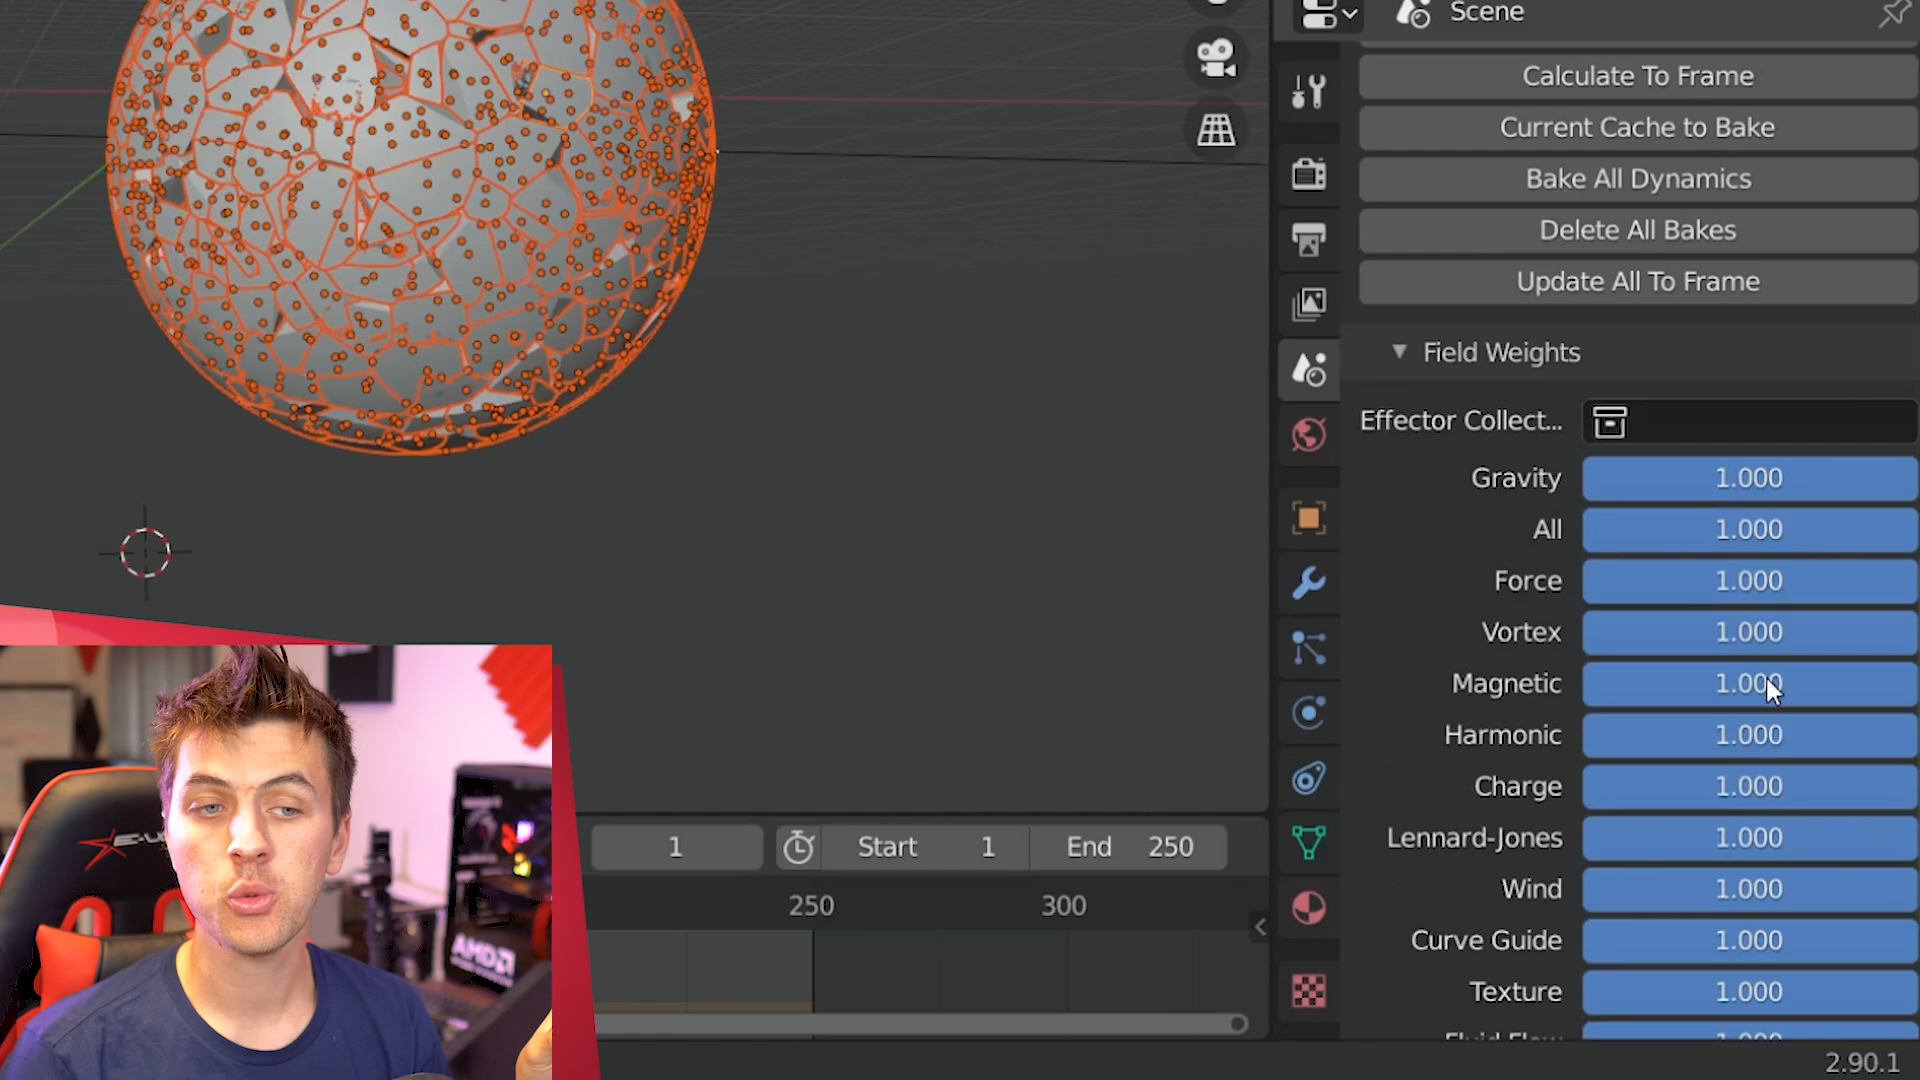 Scene
Calculate To Frame
Current Cache to Bake
Bake All Dynamics
Delete All Bakes
Update All To Frame
Field Weights
Effector Collect...
Gravity 1.000
All 1.000
Force 1.000
Vortex 1.000
Magnetic 1.000
Harmonic 1.000
Charge 1.000
Lennard-Jones 1.000
Wind 1.000
Curve Guide 1.000
Texture 1.000
1 Start 1 End 250
250 300
AMD
2.90.1